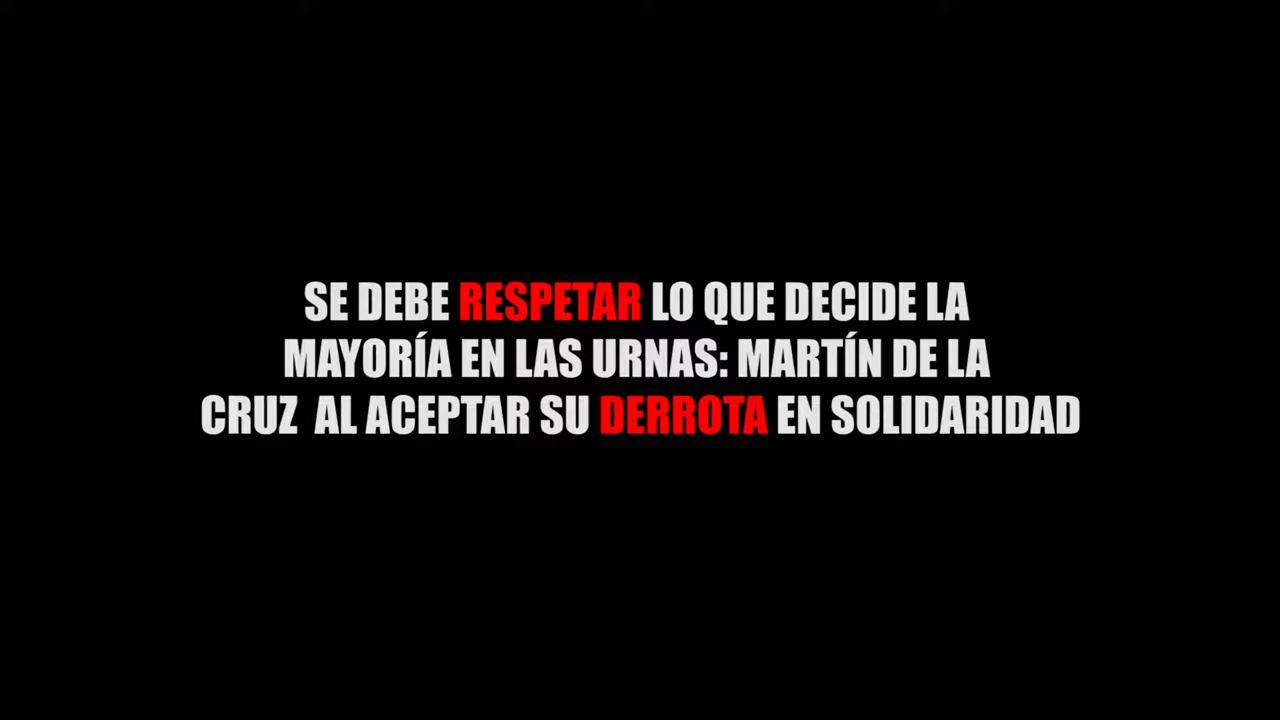 SE DEBE RESPETAR LO QUE DECIDE LA
MAYORÍA EN LAS URNAS: MARTÍN DE LA
CRUZ AL ACEPTAR SU DERROTA EN SOLIDARIDAD